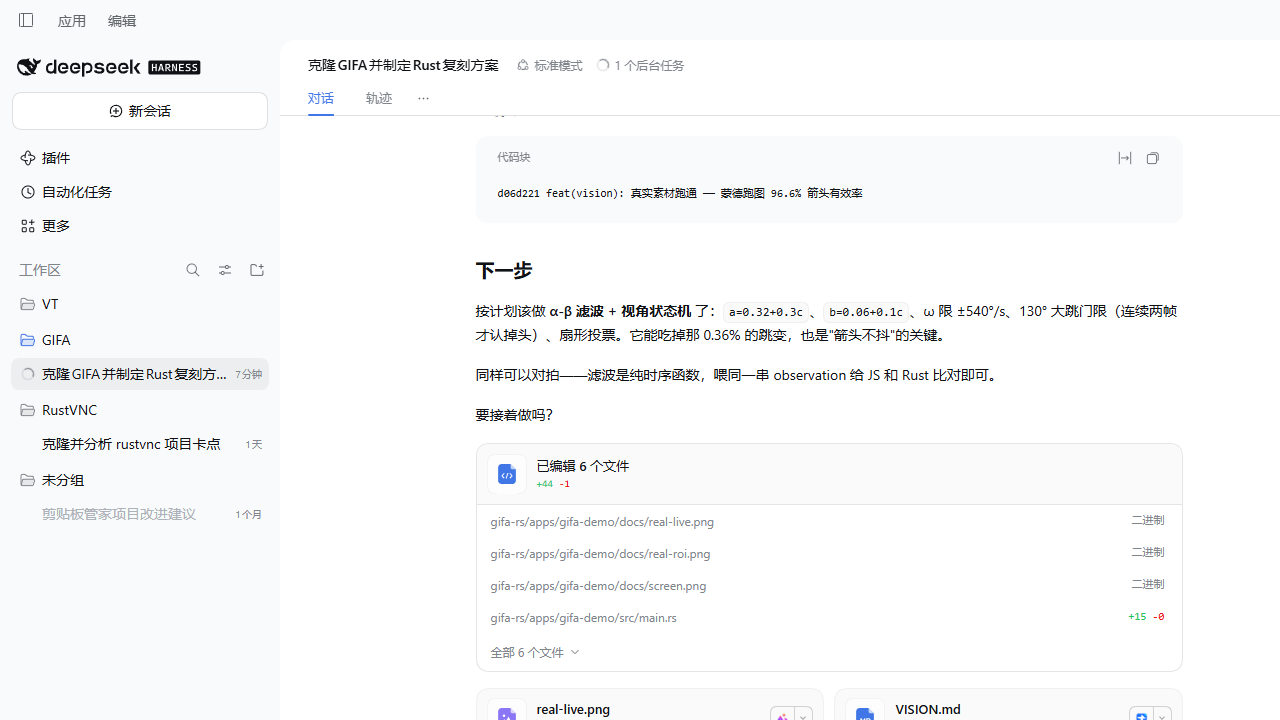 应用 编辑
deepseek HARNESS
新会话
插件
自动化任务
更多
工作区
VT
GIFA
克隆 GIFA 并制定 Rust 复刻方... 7分钟
RustVNC
克隆并分析 rustvnc 项目卡点 1天
未分组
剪贴板管家项目改进建议 1个月
克隆 GIFA 并制定 Rust 复刻方案 标准模式 1 个后台任务
对话 轨迹 ···
代码块
d06d221 feat(vision): 真实素材跑通 —— 蒙德跑图 96.6% 箭头有效率
下一步
按计划该做 α-β 滤波 + 视角状态机 了： a=0.32+0.3c 、 b=0.06+0.1c 、ω 限 ±540°/s、130° 大跳门限（连续两帧
才认掉头）、扇形投票。它能吃掉那 0.36% 的跳变，也是"箭头不抖"的关键。
同样可以对拍——滤波是纯时序函数，喂同一串 observation 给 JS 和 Rust 比对即可。
要接着做吗？
已编辑 6 个文件
+44 -1
gifa-rs/apps/gifa-demo/docs/real-live.png 二进制
gifa-rs/apps/gifa-demo/docs/real-roi.png 二进制
gifa-rs/apps/gifa-demo/docs/screen.png 二进制
gifa-rs/apps/gifa-demo/src/main.rs +15 -0
全部 6 个文件
real-live.png
VISION.md